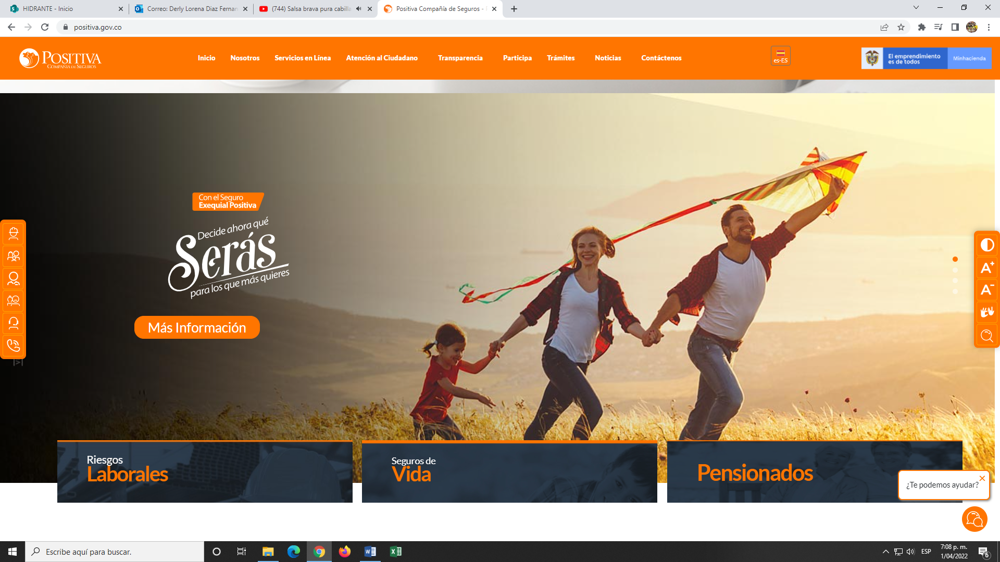 HIDRANTE - Inicio
Correo: Derly Lorena Diaz Fernan
(744) Salsa brava pura cabilla
Positiva Compañía de Seguros -
positiva.gov.co
POSITIVA
COMPAÑIA DE SEGUROS
Inicio
Nosotros
Servicios en Línea
Atención al Ciudadano
Transparencia
Participa
Trámites
Noticias
Contáctenos
es-ES
El emprendimiento
es de todos
Minhacienda
Con el Seguro
Exequial Positiva
Decide ahora qué
Serás
para los que más quieres
Más Información
A+
A-
Riesgos
Laborales
Seguros de
Vida
Pensionados
¿Te podemos ayudar?
Escribe aquí para buscar.
ESP
7:08 p. m.
1/04/2022
6